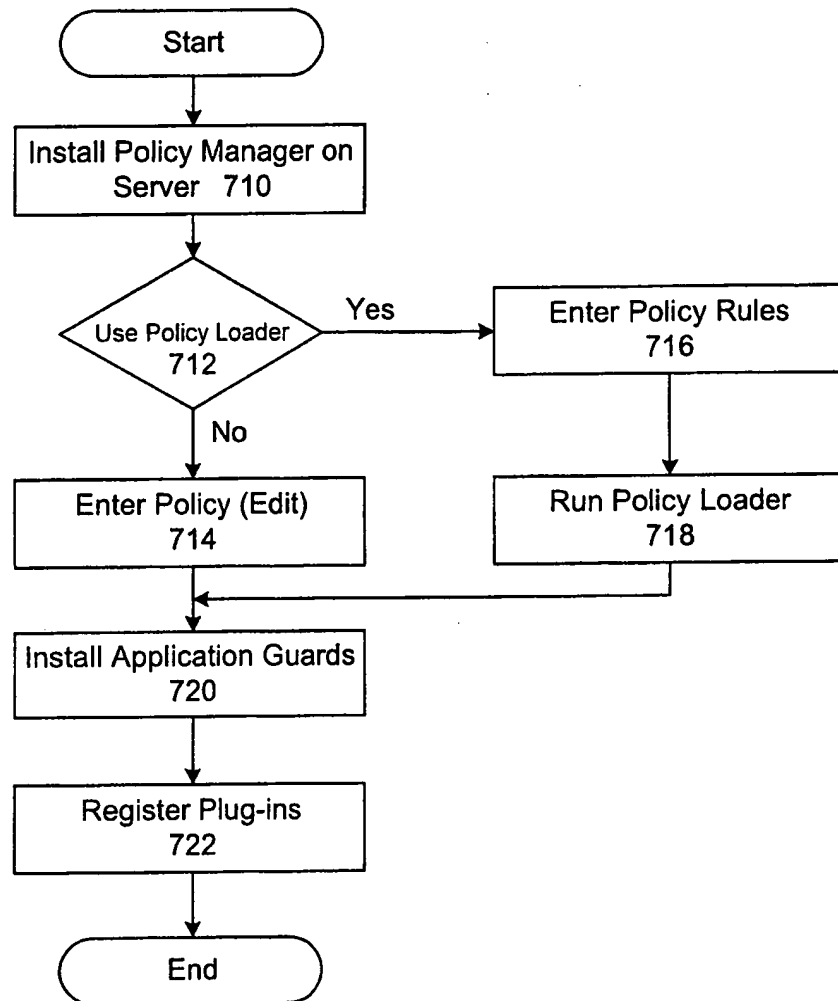 Start
Install Policy Manager on
Server 710
Use Policy Loader
712
Yes
No
Enter Policy Rules
716
Enter Policy (Edit)
714
Run Policy Loader
718
Install Application Guards
720
Register Plug-ins
722
End